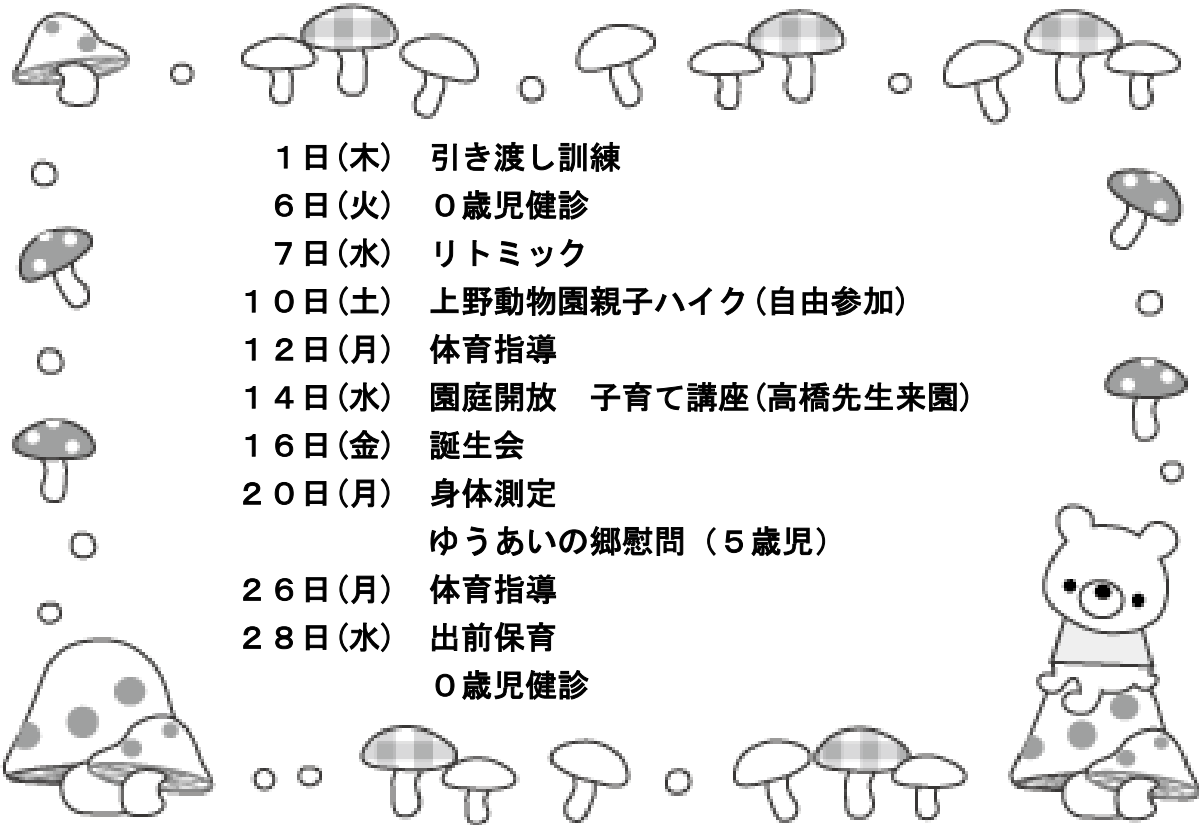 １日（木）　引き渡し訓練
６日（火）　０歳児健診
７日（水）　リトミック
１０日（土）　上野動物園親子ハイク（自由参加）
１２日（月）　体育指導
１４日（水）　園庭開放　子育て講座（高橋先生来園）
１６日（金）　誕生会
２０日（月）　身体測定
ゆうあいの郷慰問（５歳児）
２６日（月）　体育指導
２８日（水）　出前保育
０歳児健診